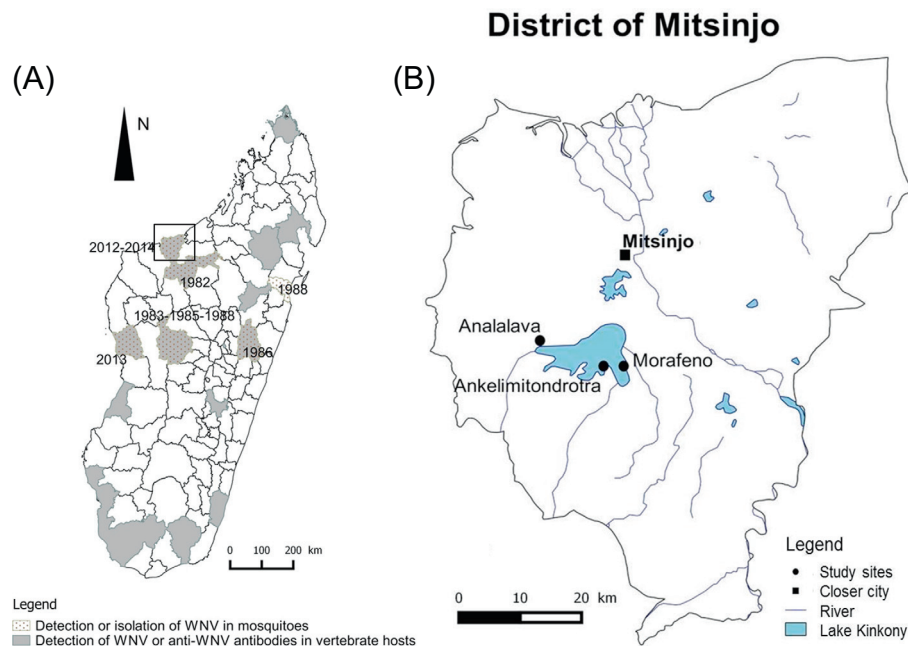 District of Mitsinjo
(A)
N
2012-2014
1982
1988
1983-1985-1988
2013
1986
0 100 200 km
Legend
Detection or isolation of WNV in mosquitoes
Detection of WNV or anti-WNV antibodies in vertebrate hosts
(B)
Mitsinjo
Analalava
Morafeno
Ankelimitondrotra
0 10 20 km
Legend
Study sites
Closer city
River
Lake Kinkony